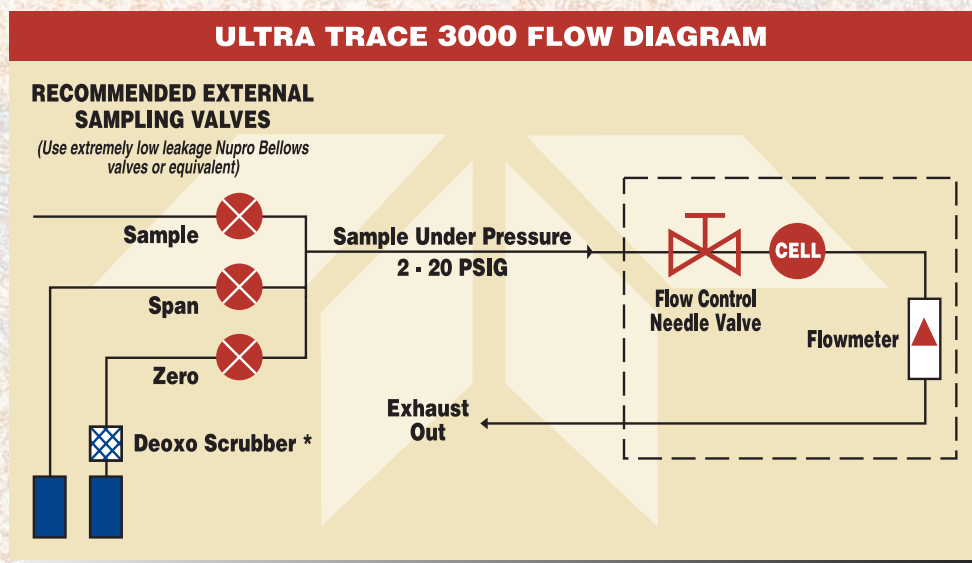 ULTRA TRACE 3000 FLOW DIAGRAM
RECOMMENDED EXTERNAL
SAMPLING VALVES
(Use extremely low leakage Nupro Bellows
valves or equivalent)
Sample
Span
Zero
Deoxo Scrubber *
Sample Under Pressure
2 - 20 PSIG
CELL
Flow Control
Needle Valve
Flowmeter
Exhaust
Out